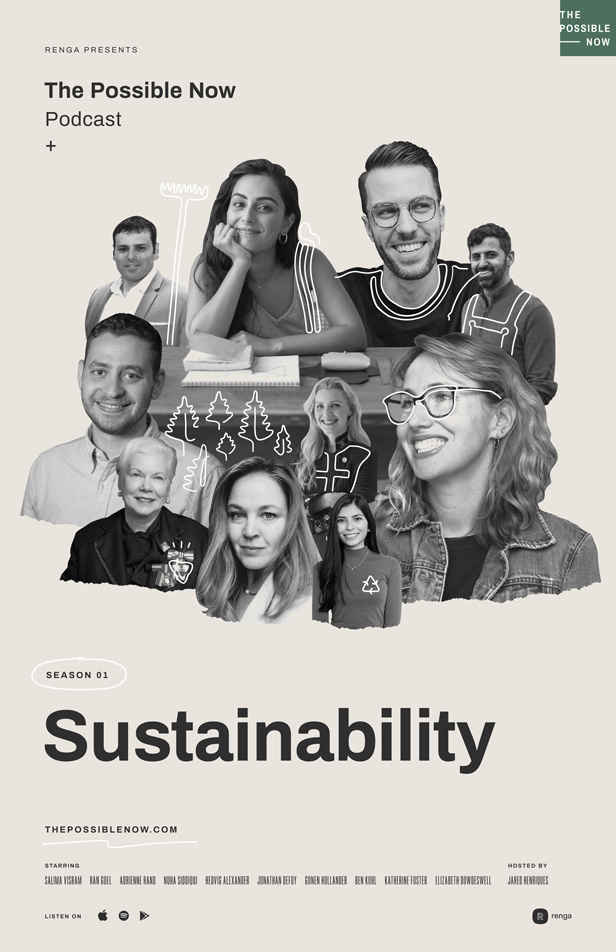 THE
POSSIBLE
NOW
RENGA PRESENTS
The Possible Now
Podcast
+
SEASON 01
Sustainability
THEPOSSIBLENOW.COM
STARRING
HOSTED BY
SALIMA VISRAM RAN GOEL ADRIENNE RAND NUHA SIDDIQUI HEDVIG ALEXANDER JONATHAN DEFOY GONEN HOLLANDER BEN KOHL KATHERINE FOSTER ELIZABETH DOWDESWELL JARED HENRIQUES
LISTEN ON
renga